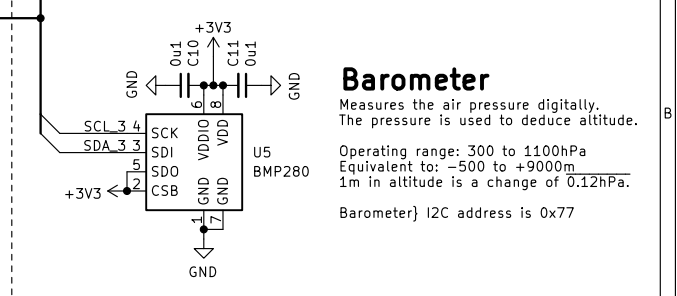 +3V3
0u1
C10
C11
0u1
GND
GND
Barometer
Measures the air pressure digitally.
The pressure is used to deduce altitude.
6
8
B
SCL_3 4
SCK
VDDIO
VDD
SDA_3 3
SDI
U5
Operating range: 300 to 1100hPa
5
SDO
BMP280
Equivalent to: −500 to +9000m
+3V3
2
CSB
GND
GND
1m in altitude is a change of 0.12hPa.
1
7
Barometer} I2C address is 0x77
GND